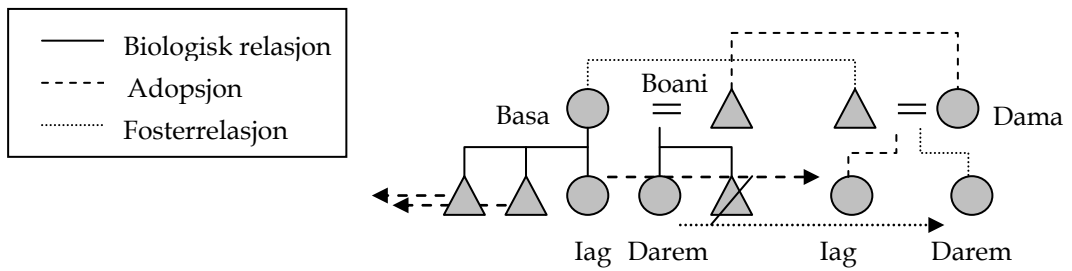 Biologisk relasjon
Adopsjon
Fosterrelasjon
Boani
Basa
Dama
Iag Darem Iag Darem